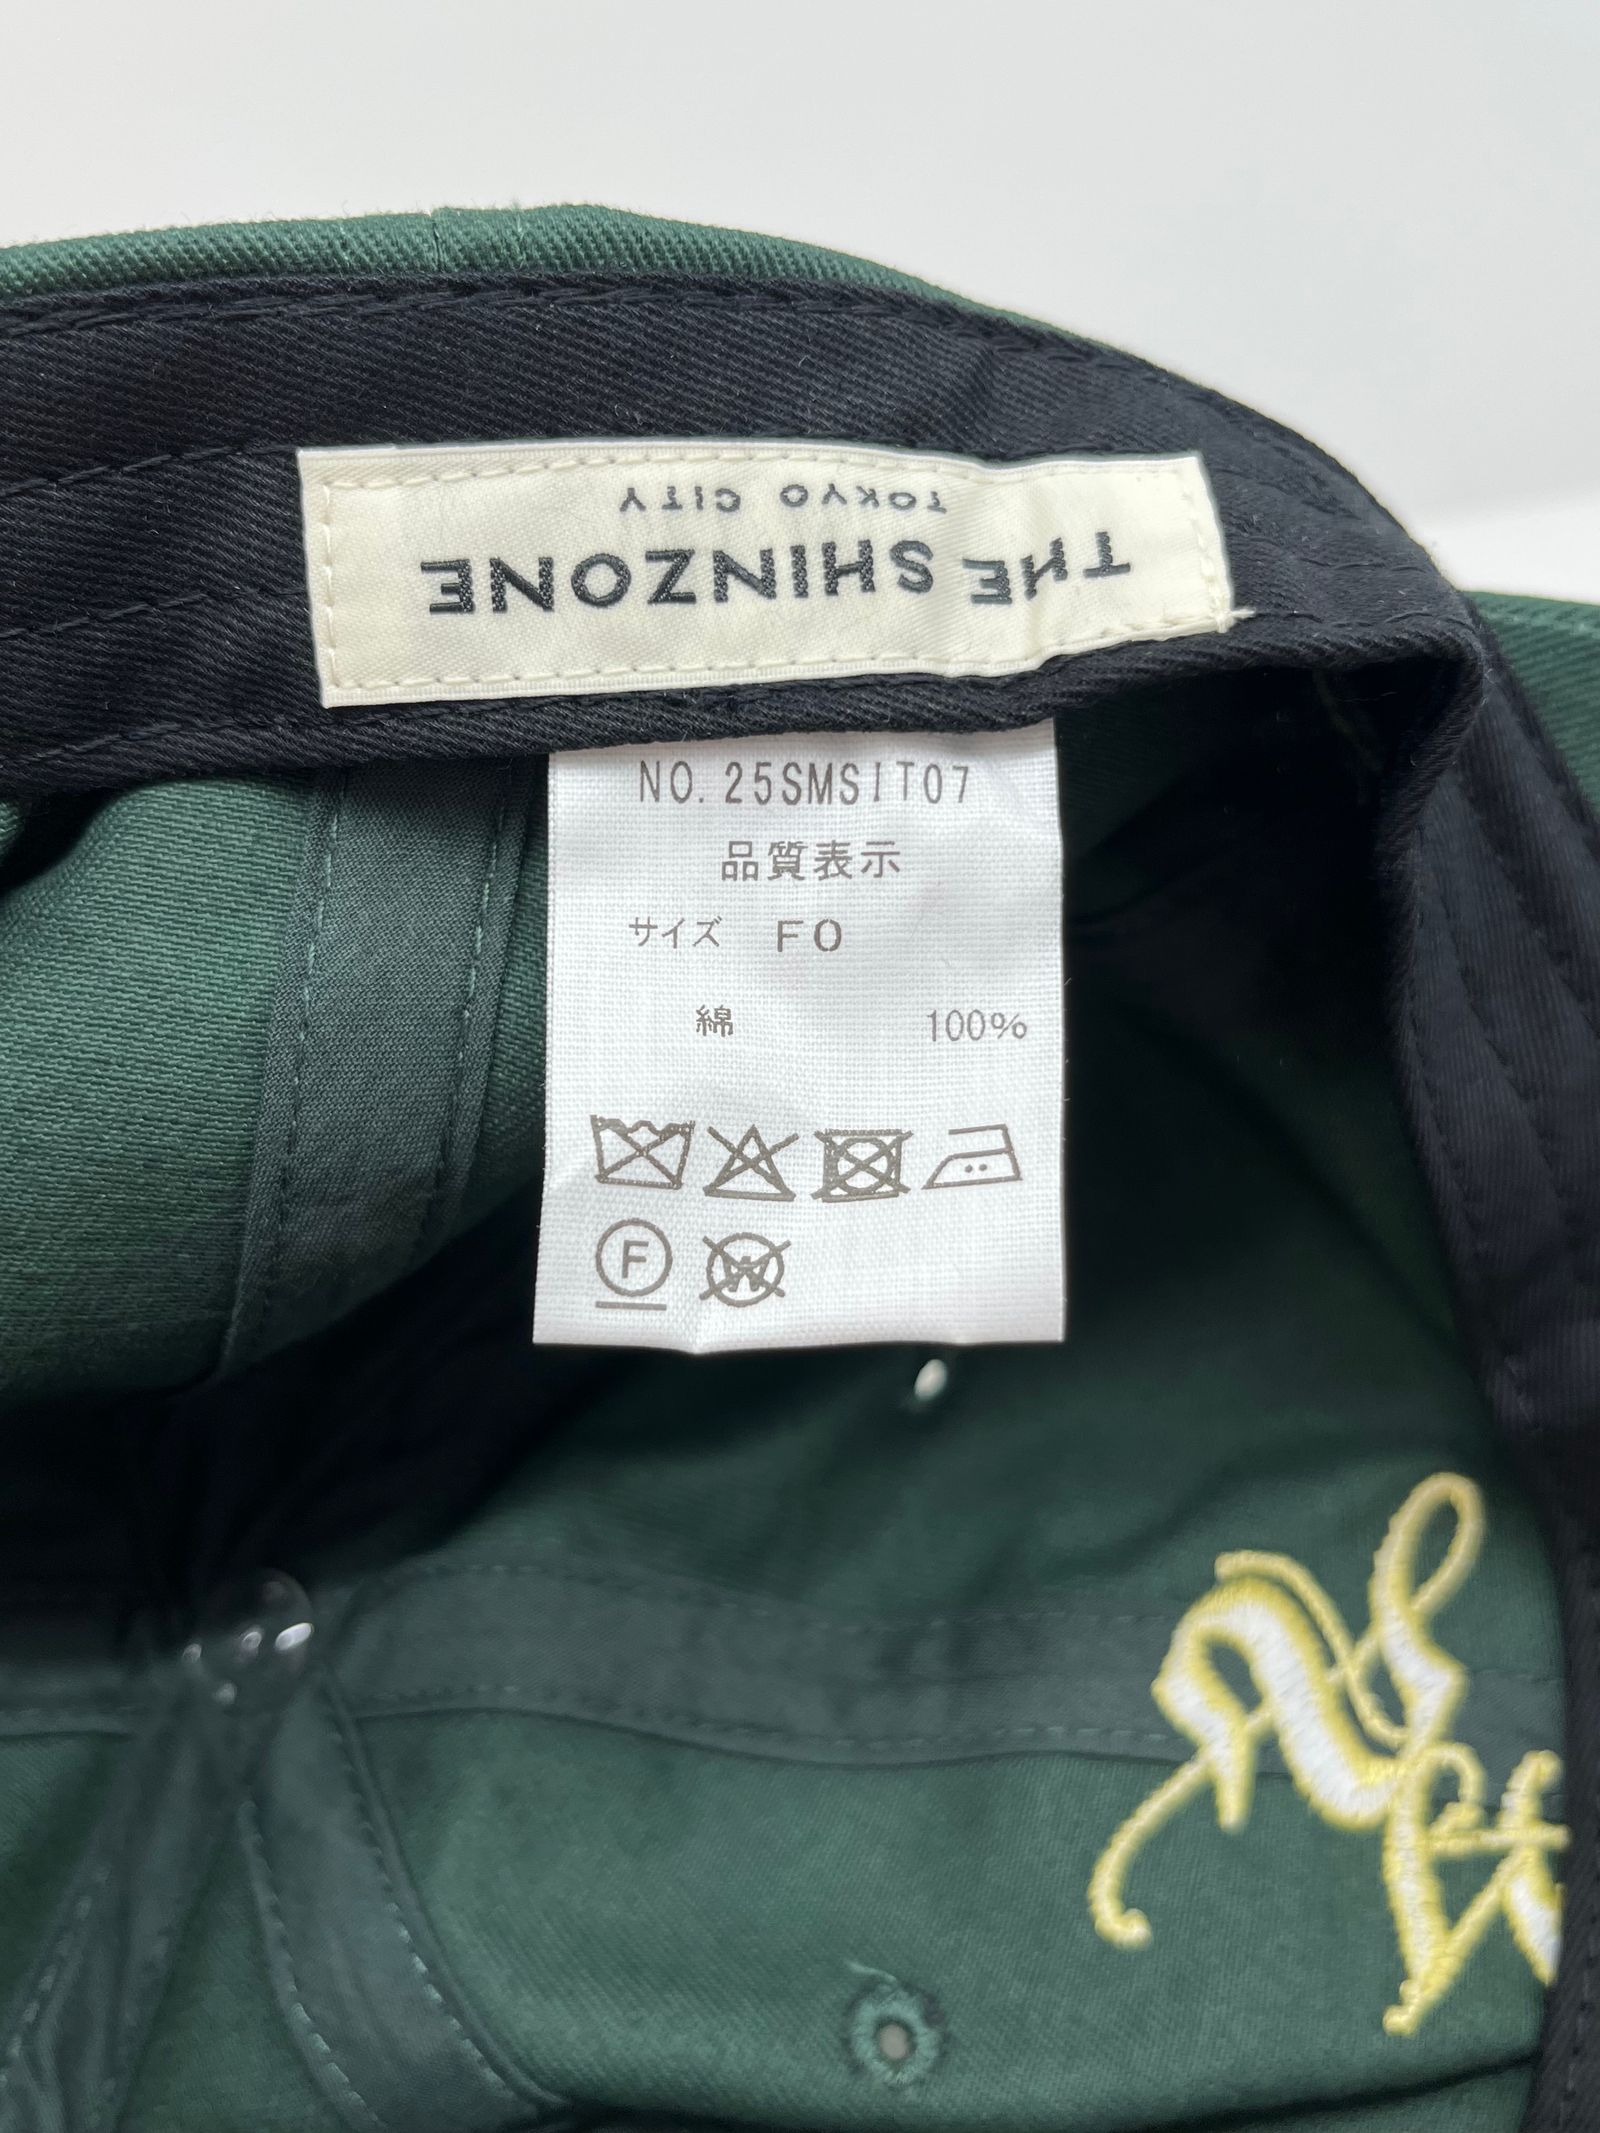 THE SHINZONE
TOKYO CITY
NO. 25SMSIT07
品質表示
サイズ FO
綿 100%
F
W